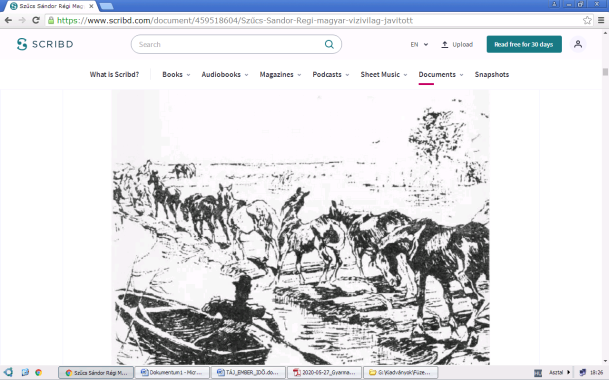 Szűcs Sándor Régi Mag
https://www.scribd.com/document/459518604/Szűcs-Sandor-Regi-magyar-vizivilag-javitott
SCRIBD
Search
EN
Upload
Read free for 30 days
What is Scribd?
Books
Audiobooks
Magazines
Podcasts
Sheet Music
Documents
Snapshots
Szűcs Sándor Régi M...
Dokumentum1 - Micr...
TÁJ_EMBER_IDŐ.do...
2020-05-27_Gyarma...
G:\Kiadványok\Füze...
Asztal
18:26